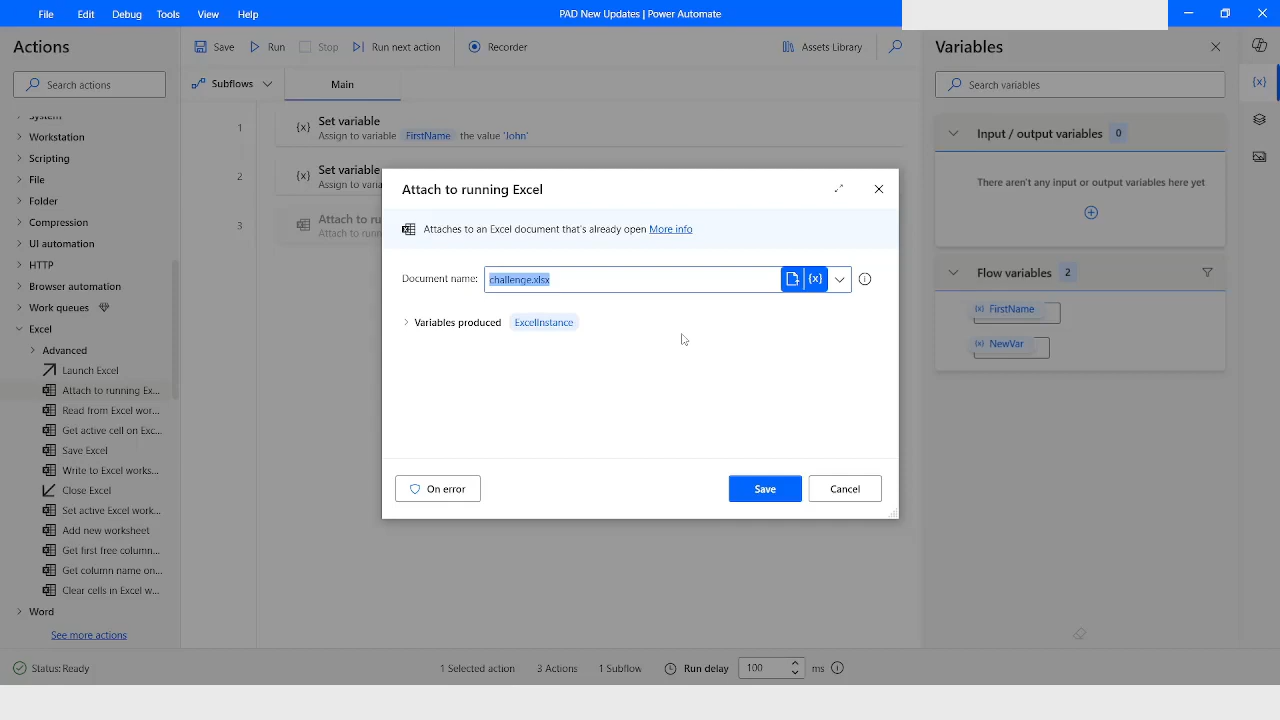 File Edit Debug Tools View Help
PAD New Updates | Power Automate
Actions
Search actions
System
Workstation
Scripting
File
Folder
Compression
UI automation
HTTP
Browser automation
Work queues
Excel
Advanced
Launch Excel
Attach to running Ex...
Read from Excel wor...
Get active cell on Exc...
Save Excel
Write to Excel works...
Close Excel
Set active Excel work...
Add new worksheet
Get first free column...
Get column name on...
Clear cells in Excel w...
Word
See more actions
Save Run Stop Run next action Recorder Assets Library
Subflows Main
1 Set variable
Assign to variable FirstName the value 'John'
2 Set variable
Assign to varia
3 Attach to ru
Attach to runn
Attach to running Excel
Attaches to an Excel document that's already open More info
Document name: challenge.xlsx {x}
Variables produced ExcelInstance
On error Save Cancel
Variables
Search variables
Input / output variables 0
There aren't any input or output variables here yet
Flow variables 2
{x} FirstName
{x} NewVar
{x}
Status: Ready 1 Selected action 3 Actions 1 Subflow Run delay 100 ms